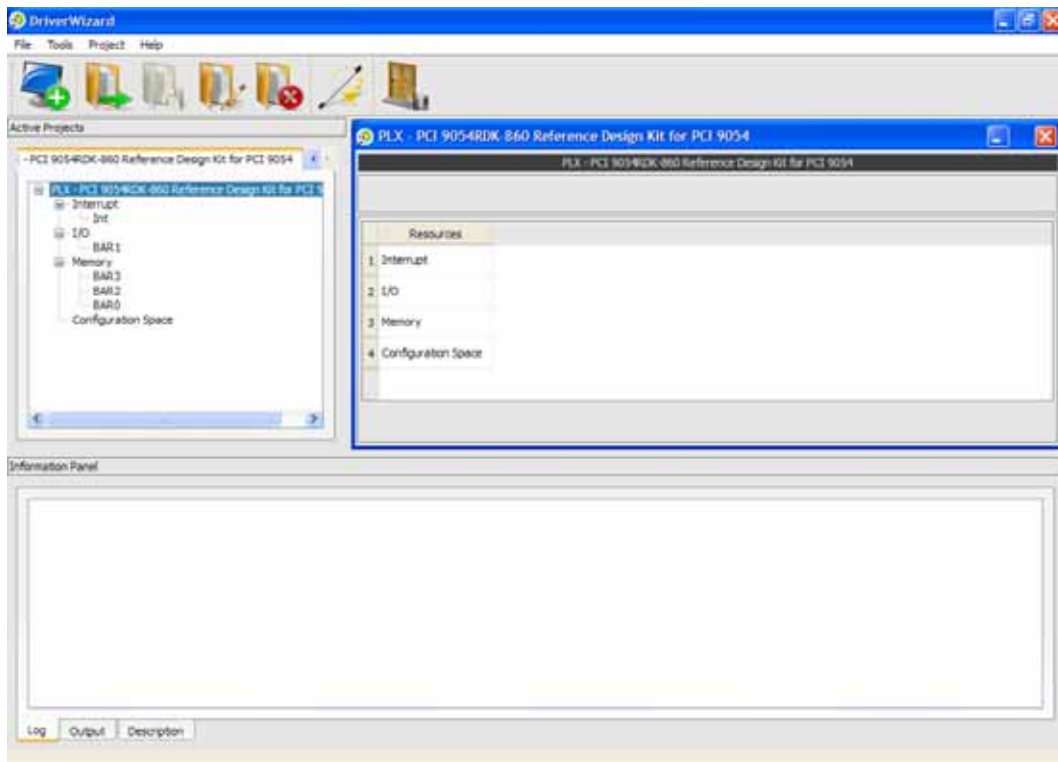 DriverWizard
File Tools Project Help
Active Projects
- PCI 9054RDK-860 Reference Design Kit for PCI 9054
PLX - PCI 9054RDK-860 Reference Design Kit for PCI 9
Interrupt
Int
I/O
BAR1
Memory
BAR3
BAR2
BAR0
Configuration Space
PLX - PCI 9054RDK-860 Reference Design Kit for PCI 9054
PLX - PCI 9054RDK-860 Reference Design Kit for PCI 9054
Resources
1 Interrupt
2 I/O
3 Memory
4 Configuration Space
Information Panel
Log Output Description